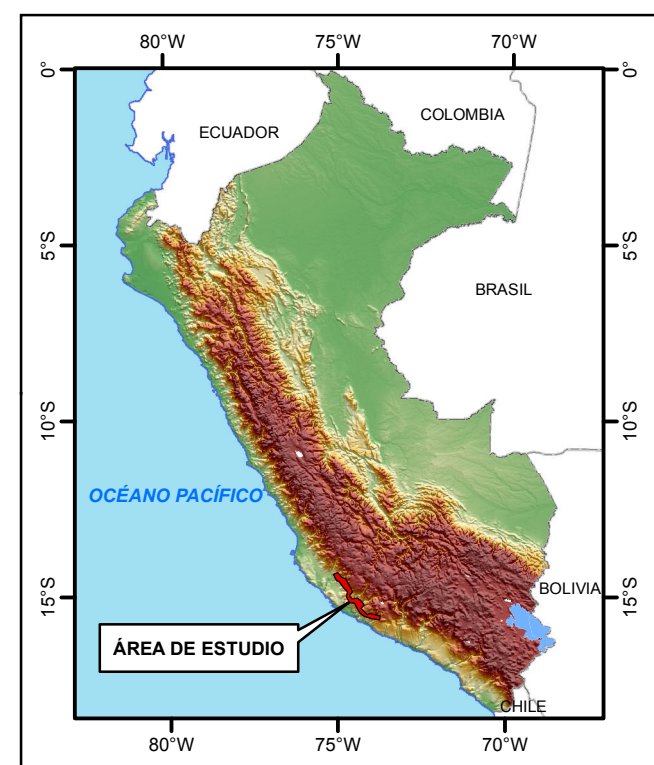 80°W 75°W 70°W
0° 0°
COLOMBIA
ECUADOR
5°S 5°S
BRASIL
10°S 10°S
OCÉANO PACÍFICO
BOLIVIA
15°S 15°S
ÁREA DE ESTUDIO
CHILE
80°W 75°W 70°W